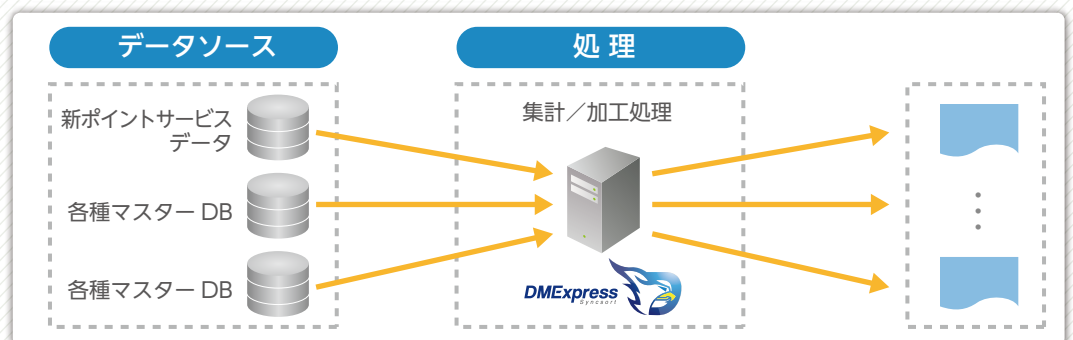 データソース
処 理
新ポイントサービス
データ
各種マスター DB
各種マスター DB
集計／加工処理
DMExpress
Syncsort